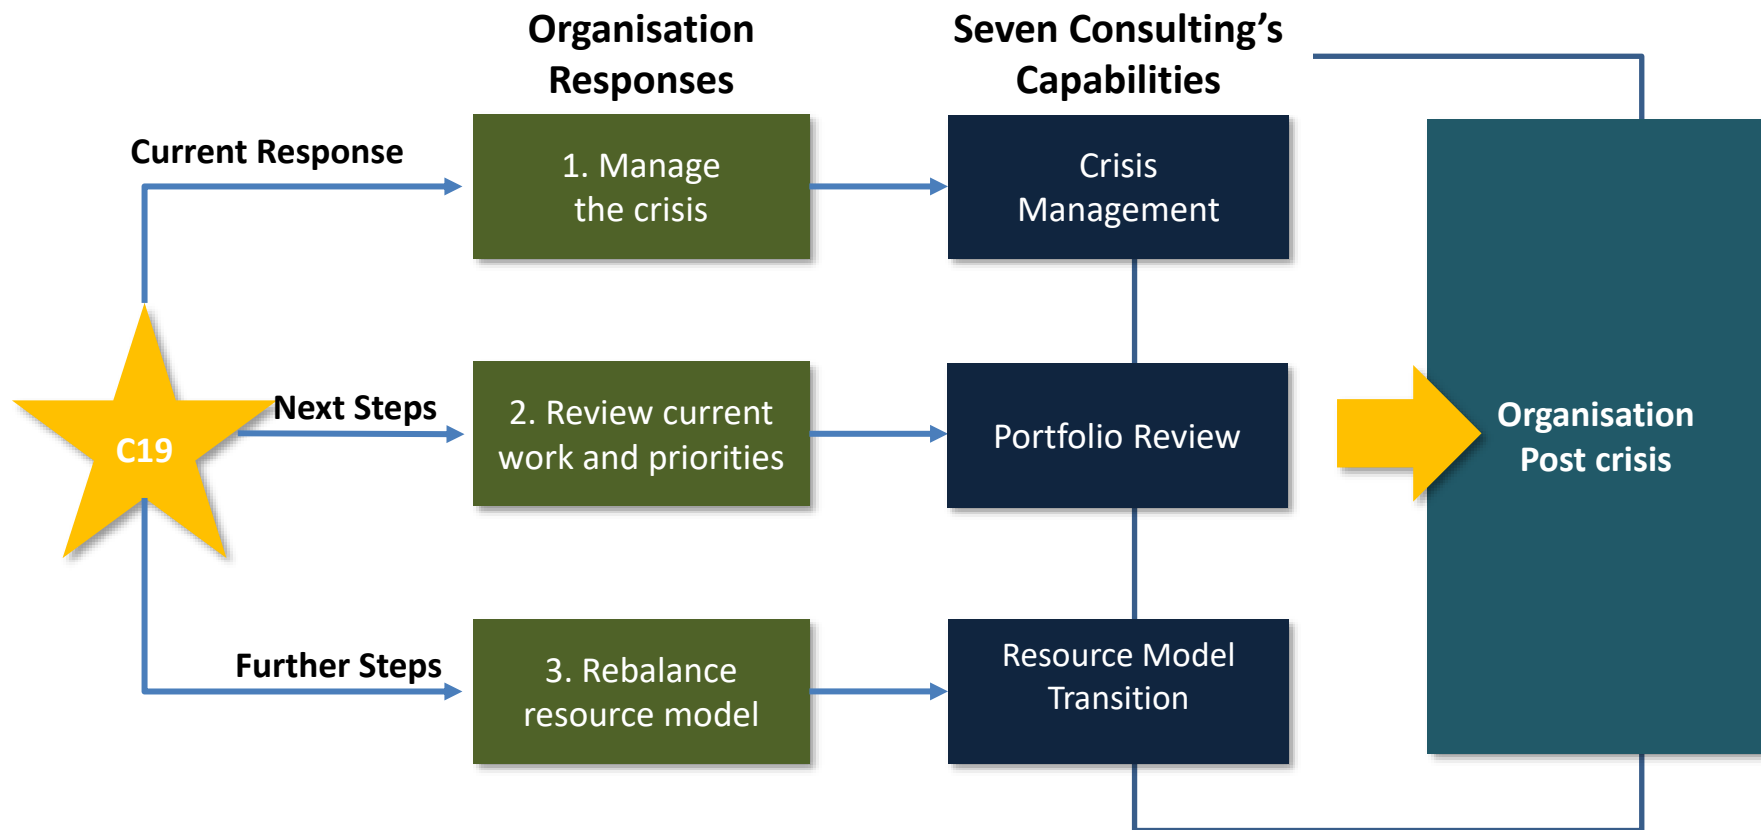 Organisation
Responses
Seven Consulting's
Capabilities
Current Response
1. Manage
the crisis
Crisis
Management
C19
Next Steps
2. Review current
work and priorities
Portfolio Review
Organisation
Post crisis
Further Steps
3. Rebalance
resource model
Resource Model
Transition